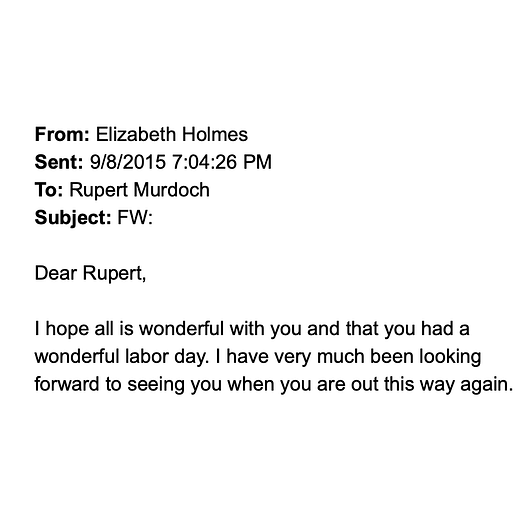 From: Elizabeth Holmes
Sent: 9/8/2015 7:04:26 PM
To: Rupert Murdoch
Subject: FW:
Dear Rupert,
I hope all is wonderful with you and that you had a
wonderful labor day. I have very much been looking
forward to seeing you when you are out this way again.